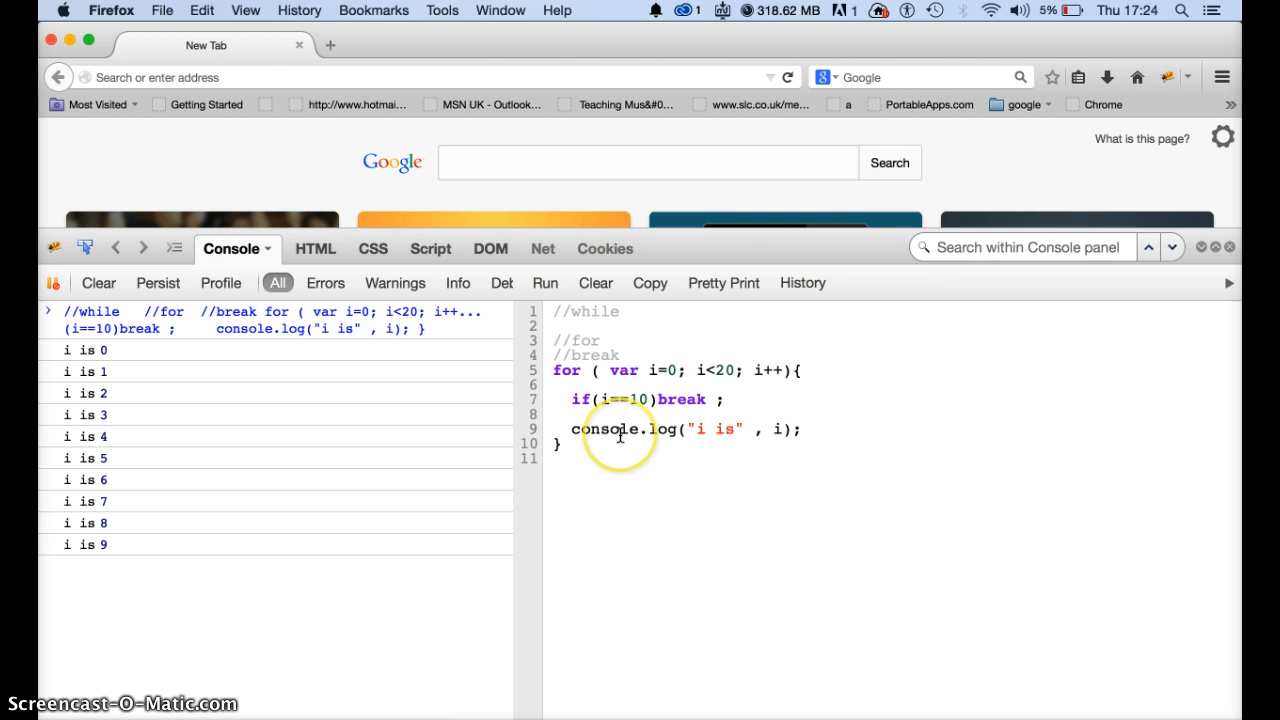 Firefox File Edit View History Bookmarks Tools Window Help 1 318.62 MB 1 5% Thu 17:24
New Tab
Search or enter address Google
Most Visited Getting Started http://www.hotmai... MSN UK - Outlook... Teaching Mus&#0... www.slc.co.uk/me... a PortableApps.com google Chrome
What is this page?
Google Search
Console HTML CSS Script DOM Net Cookies Search within Console panel
Clear Persist Profile All Errors Warnings Info Deb Run Clear Copy Pretty Print History
//while //for //break for ( var i=0; i<20; i++...
(i==10)break ; console.log("i is" , i); }
i is 0
i is 1
i is 2
i is 3
i is 4
i is 5
i is 6
i is 7
i is 8
i is 9
1 //while
2
3 //for
4 //break
5 for ( var i=0; i<20; i++){
6
7 if(i==10)break ;
8
9 console.log("i is" , i);
10 }
11
Screencast-O-Matic.com